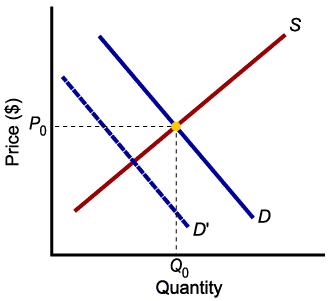 S
P₀
Price ($)
D
D'
Q₀
Quantity